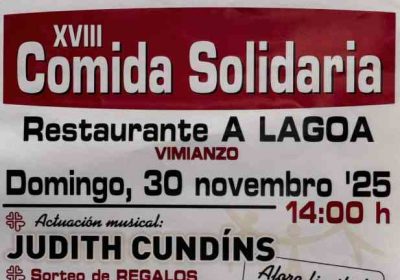 XVIII
Comida Solidaria
Restaurante A LAGOA
VIMIANZO
Domingo, 30 novembro '25
14:00 h
Actuación musical:
JUDITH CUNDÍNS
Sorteo de REGALOS
Aforo